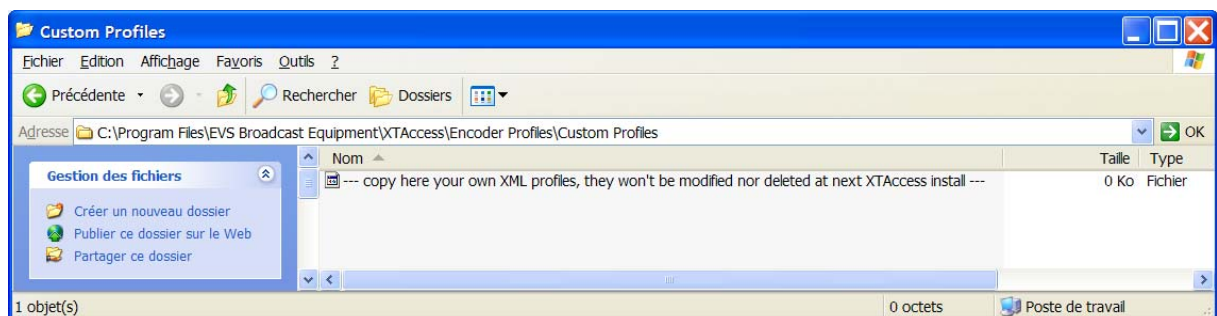 Custom Profiles
Fichier Edition Affichage Favoris Outils ?
Précédente Rechercher Dossiers
Adresse C:\Program Files\EVS Broadcast Equipment\XTAccess\Encoder Profiles\Custom Profiles OK
Gestion des fichiers
Créer un nouveau dossier
Publier ce dossier sur le Web
Partager ce dossier
Nom Taille Type
--- copy here your own XML profiles, they won't be modified nor deleted at next XTAccess install --- 0 Ko Fichier
1 objet(s) 0 octets Poste de travail